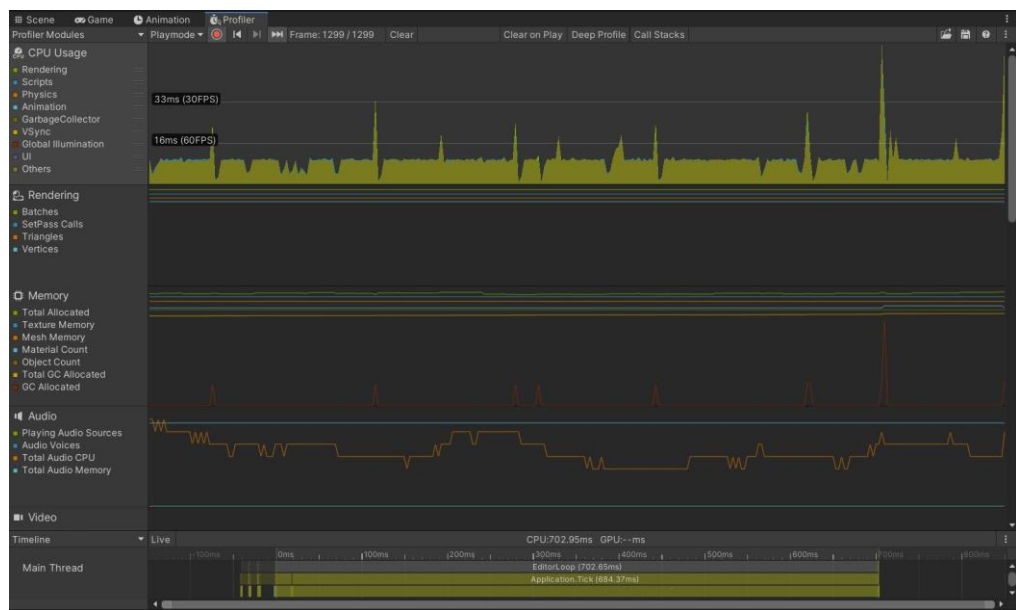 Scene Game Animation Profiler
Profiler Modules Playmode Frame: 1299 / 1299 Clear Clear on Play Deep Profile Call Stacks
CPU Usage
Rendering
Scripts
Physics
Animation
GarbageCollector
VSync
Global Illumination
UI
Others
33ms (30FPS)
16ms (60FPS)
Rendering
Batches
SetPass Calls
Triangles
Vertices
Memory
Total Allocated
Texture Memory
Mesh Memory
Material Count
Object Count
Total GC Allocated
GC Allocated
Audio
Playing Audio Sources
Audio Voices
Total Audio CPU
Total Audio Memory
Video
Timeline Live CPU:702.95ms GPU:--ms
-100ms 0ms 100ms 200ms 300ms 400ms 500ms 600ms 700ms 800ms
Main Thread
EditorLoop (702.65ms)
Application.Tick (684.37ms)